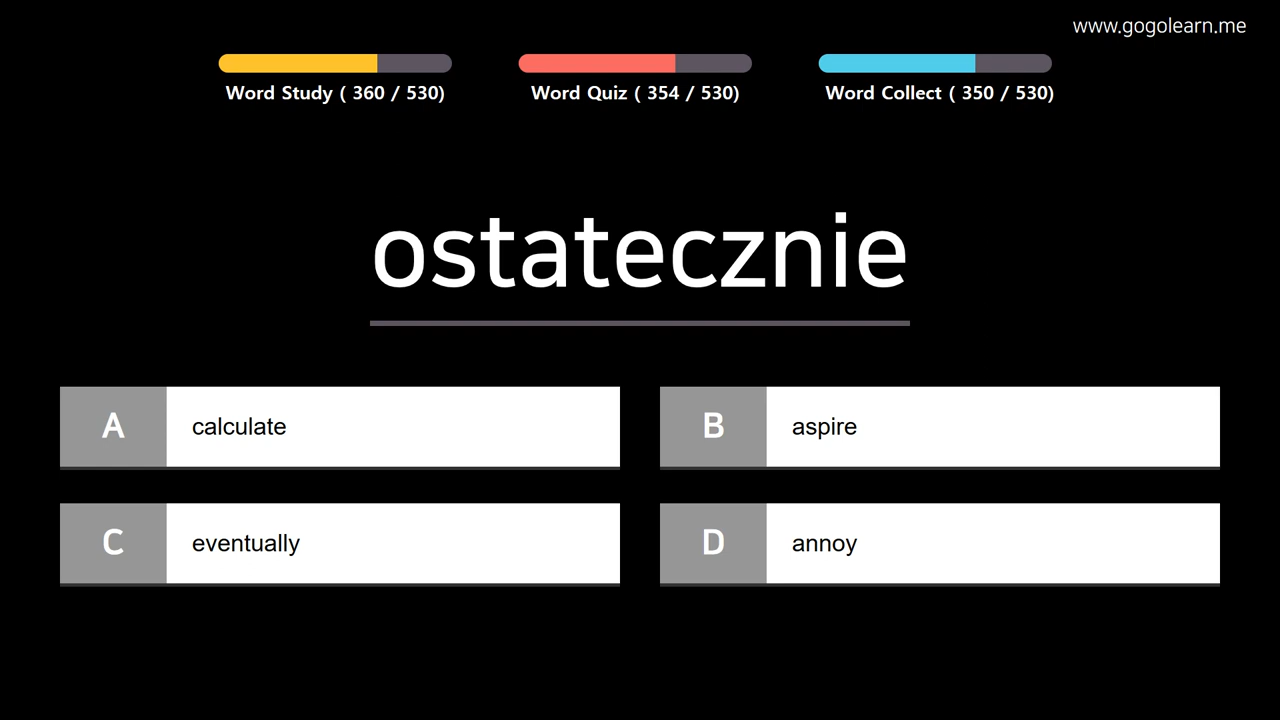 www.gogolearn.me
Word Study ( 360 / 530)
Word Quiz ( 354 / 530)
Word Collect ( 350 / 530)
ostatecznie
A
calculate
B
aspire
C
eventually
D
annoy